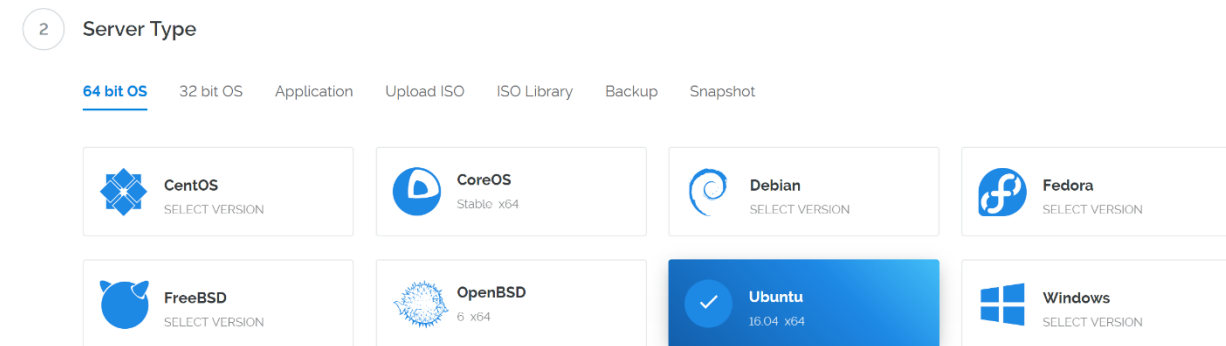 2 Server Type
64 bit OS 32 bit OS Application Upload ISO ISO Library Backup Snapshot
CentOS
SELECT VERSION
CoreOS
Stable x64
Debian
SELECT VERSION
Fedora
SELECT VERSION
FreeBSD
SELECT VERSION
OpenBSD
6 x64
Ubuntu
16.04 x64
Windows
SELECT VERSION